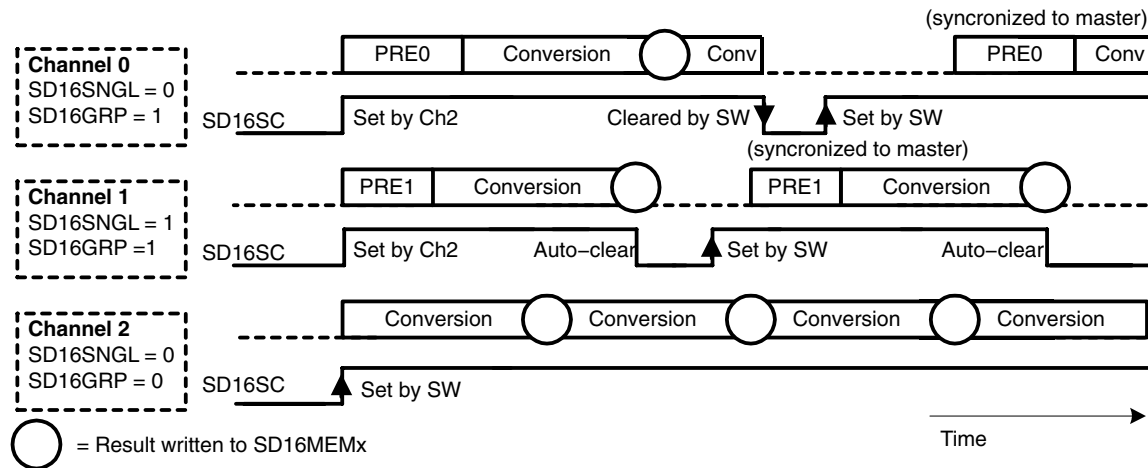 (syncronized to master)
Channel 0
SD16SNGL = 0
SD16GRP = 1
PRE0 Conversion Conv PRE0 Conv
SD16SC Set by Ch2 Cleared by SW Set by SW
(syncronized to master)
Channel 1
SD16SNGL = 1
SD16GRP =1
PRE1 Conversion PRE1 Conversion
SD16SC Set by Ch2 Auto−clear Set by SW Auto−clear
Channel 2
SD16SNGL = 0
SD16GRP = 0
Conversion Conversion Conversion Conversion
SD16SC Set by SW
= Result written to SD16MEMx
Time